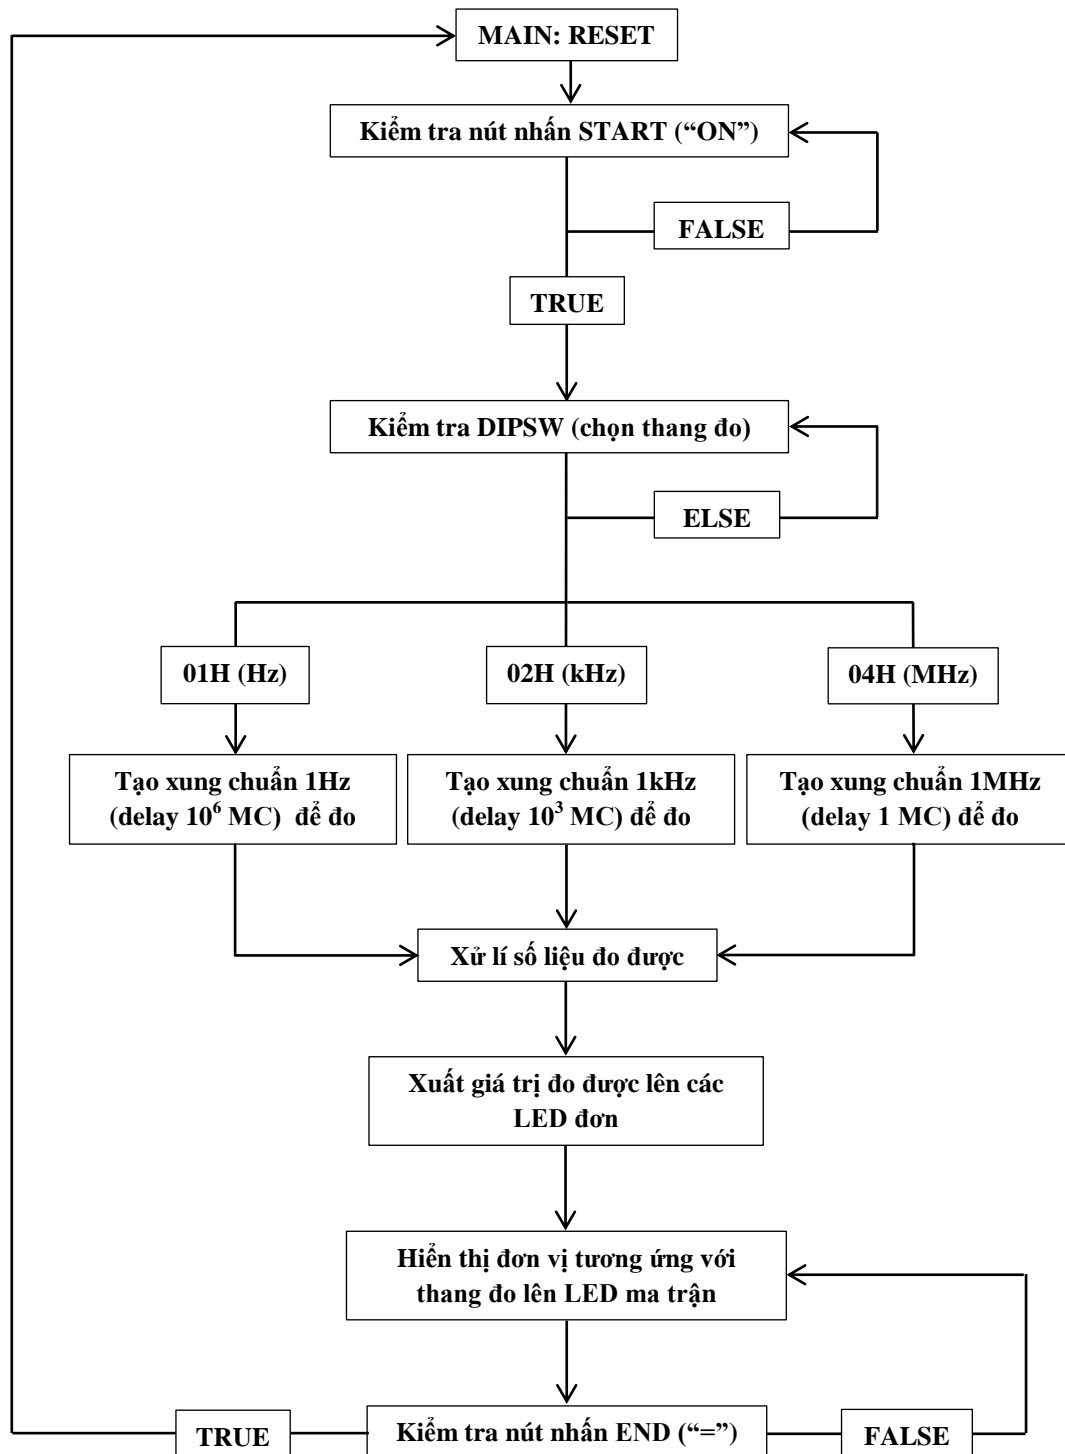 MAIN: RESET
Kiểm tra nút nhấn START (“ON”)
FALSE
TRUE
Kiểm tra DIPSW (chọn thang đo)
ELSE
01H (Hz)
02H (kHz)
04H (MHz)
Tạo xung chuẩn 1Hz
(delay 10⁶ MC) để đo
Tạo xung chuẩn 1kHz
(delay 10³ MC) để đo
Tạo xung chuẩn 1MHz
(delay 1 MC) để đo
Xử lí số liệu đo được
Xuất giá trị đo được lên các
LED đơn
Hiển thị đơn vị tương ứng với
thang đo lên LED ma trận
TRUE
Kiểm tra nút nhấn END (“=”)
FALSE